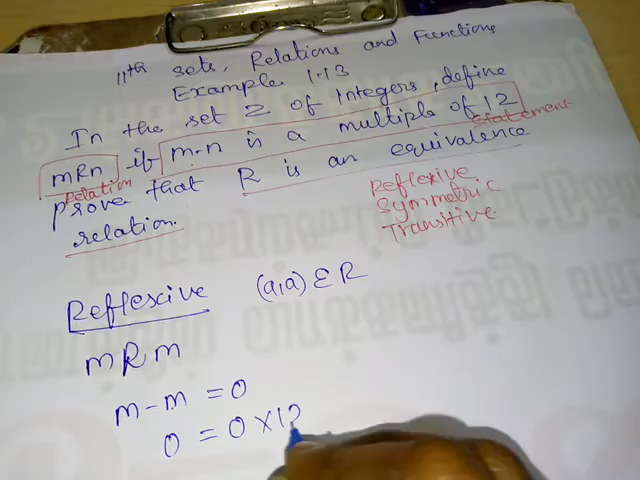 11th sets, Relations and Functions
Example 1.13
In the set Z of Integers, define
mRn if m-n is a multiple of 12
Relation
Statement
prove that R is an equivalence
relation.
Reflexive
Symmetric
Transitive
Reflexive (a,a) ∈ R
m R m
m - m = 0
0 = 0 × 12